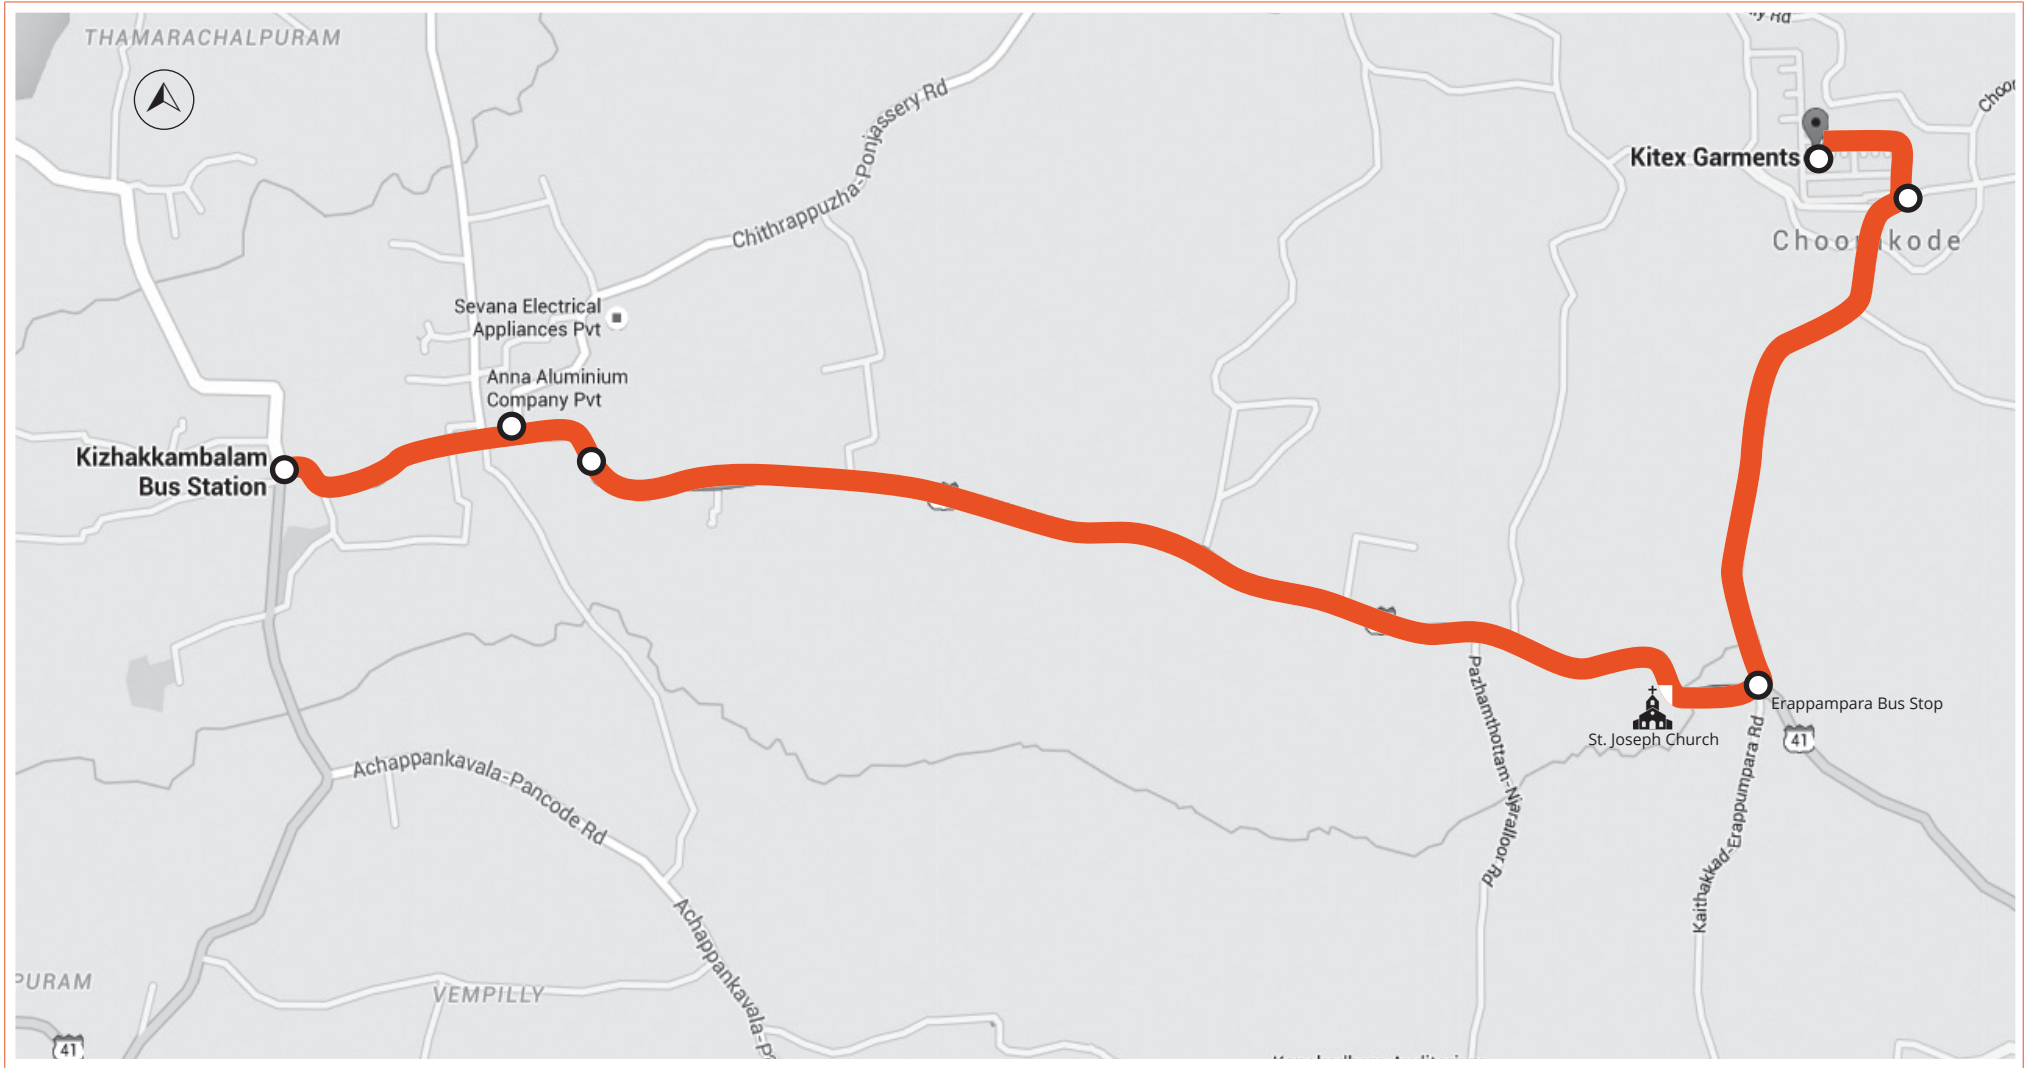 THAMARACHALPURAM
Chithrappuzha-Ponjassery Rd
Kitex Garments
Sevana Electrical
Appliances Pvt
Anna Aluminium
Company Pvt
Kizhakkambalam
Bus Station
Erappampara Bus Stop
St. Joseph Church
41
Pazhamthottam-Njaralloor Rd
Kaithakkad-Erappumpara Rd
Achappankavala-Pancode Rd
Achappankavala-
PURAM
VEMPILLY
41